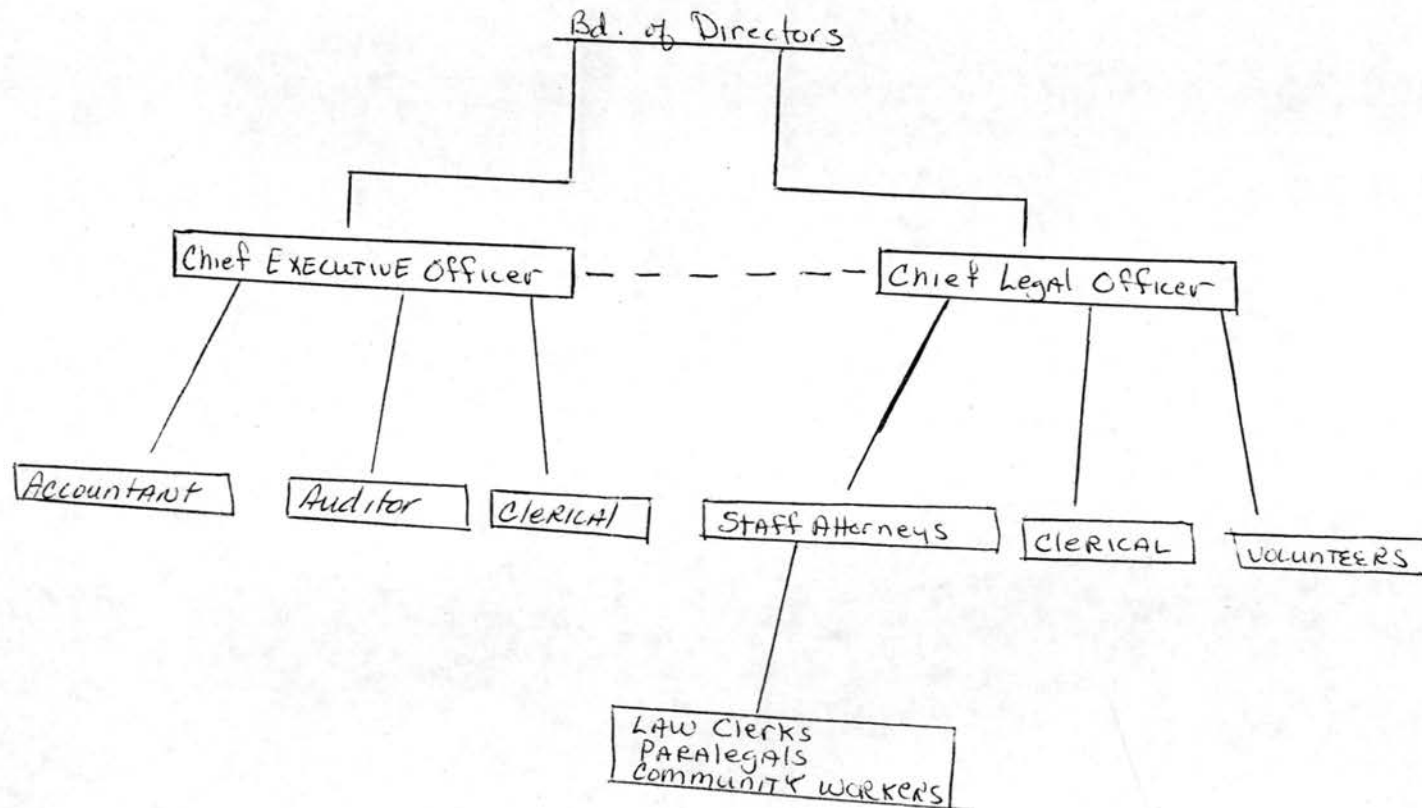 Bd. of Directors
Chief EXECUTIVE Officer
Chief Legal Officer
Accountant
Auditor
Clerical
Staff Attorneys
Clerical
Volunteers
Law Clerks
Paralegals
Community Workers